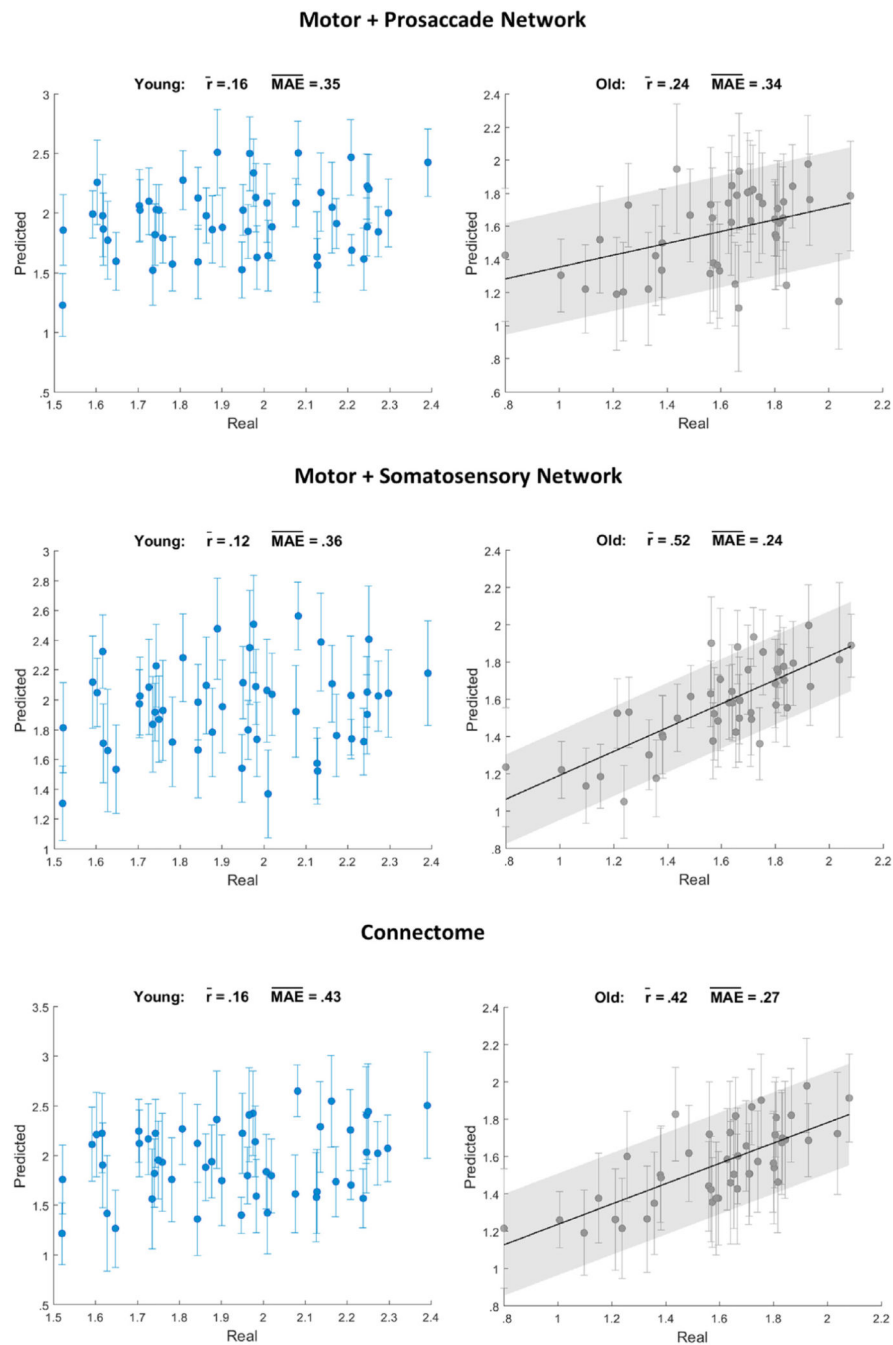 Motor + Prosaccade Network
Young: r̄ = .16 M̅A̅E̅ = .35
Old: r̄ = .24 M̅A̅E̅ = .34
3
2.5
2
1.5
1
.5
Predicted
1.5 1.6 1.7 1.8 1.9 2 2.1 2.2 2.3 2.4
Real
2.4
2.2
2
1.8
1.6
1.4
1.2
1
.8
.6
Predicted
.8 1 1.2 1.4 1.6 1.8 2 2.2
Real
Motor + Somatosensory Network
Young: r̄ = .12 M̅A̅E̅ = .36
Old: r̄ = .52 M̅A̅E̅ = .24
3
2.8
2.6
2.4
2.2
2
1.8
1.6
1.4
1.2
1
Predicted
1.5 1.6 1.7 1.8 1.9 2 2.1 2.2 2.3 2.4
Real
2.4
2.2
2
1.8
1.6
1.4
1.2
1
.8
Predicted
.8 1 1.2 1.4 1.6 1.8 2 2.2
Real
Connectome
Young: r̄ = .16 M̅A̅E̅ = .43
Old: r̄ = .42 M̅A̅E̅ = .27
3.5
3
2.5
2
1.5
1
.5
Predicted
1.5 1.6 1.7 1.8 1.9 2 2.1 2.2 2.3 2.4
Real
2.4
2.2
2
1.8
1.6
1.4
1.2
1
.8
Predicted
.8 1 1.2 1.4 1.6 1.8 2 2.2
Real